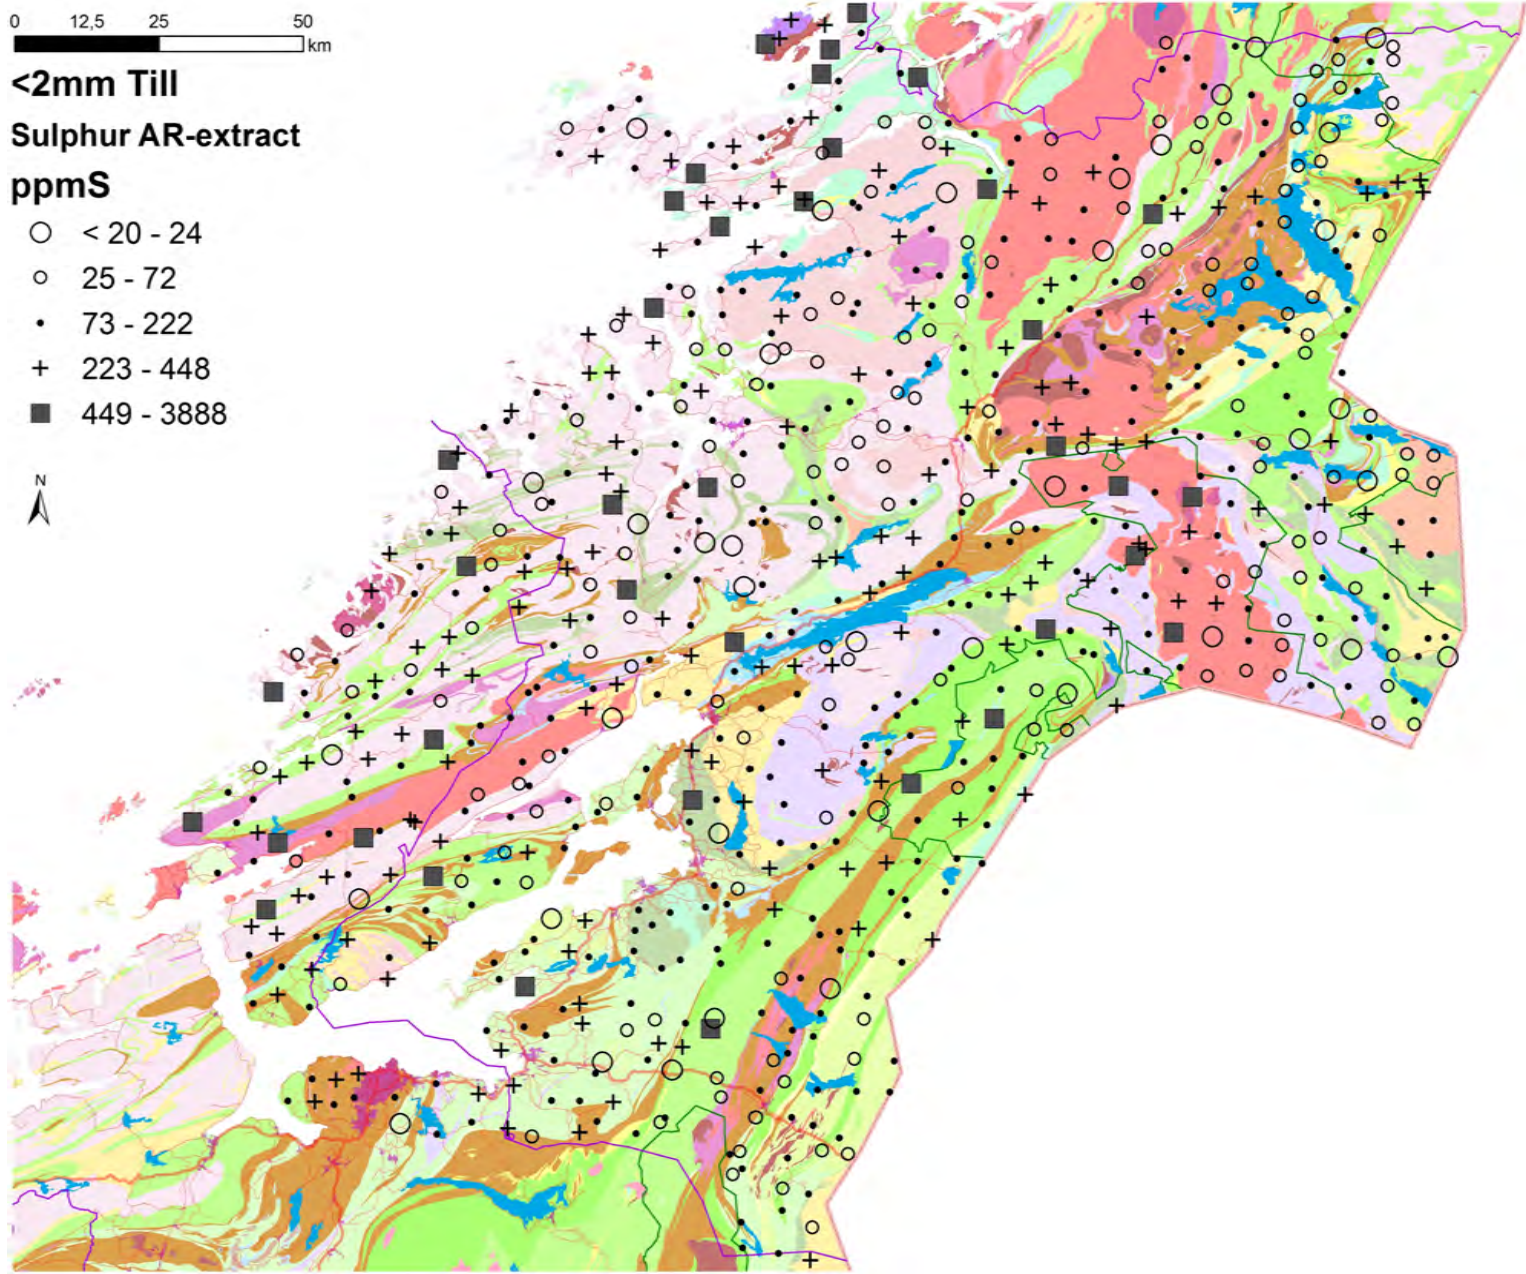 0 12,5 25 50
km
<2mm Till
Sulphur AR-extract
ppmS
< 20 - 24
25 - 72
73 - 222
223 - 448
449 - 3888
N